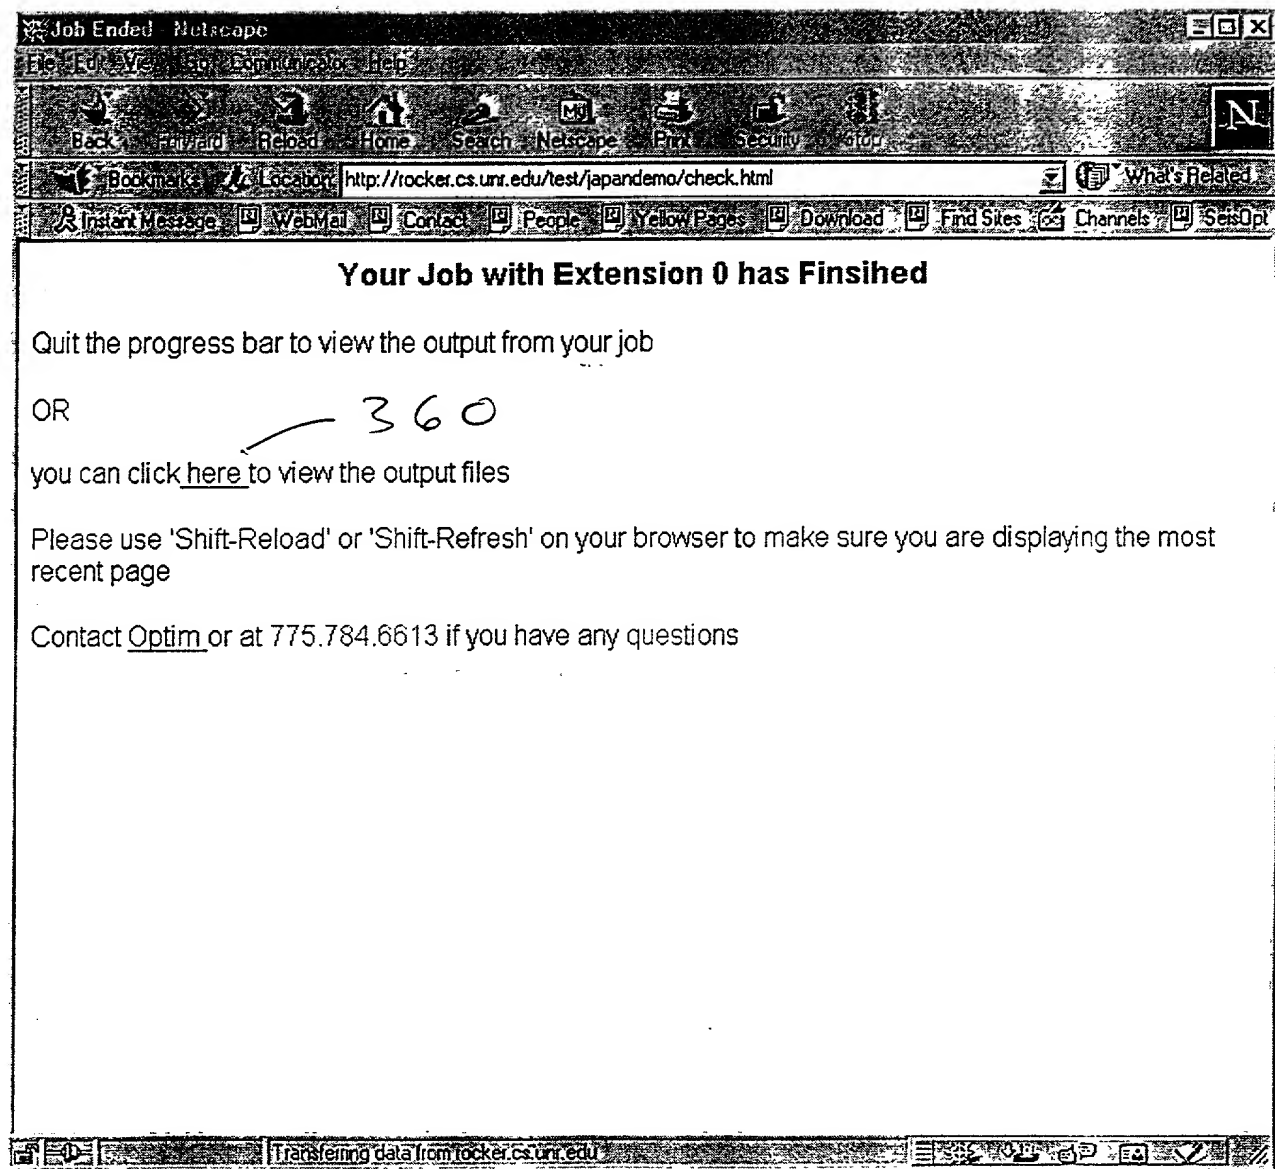 Job Ended - Netscape
File Edit View Go Communicator Help
Back Forward Reload Home Search Netscape Print Security Stop
N
Bookmarks Location: http://rocker.cs.unr.edu/test/japandemo/check.html What's Related
Instant Message WebMail Contact People Yellow Pages Download Find Sites Channels SeisOpt
Your Job with Extension 0 has Finsihed
Quit the progress bar to view the output from your job
OR
360
you can click here to view the output files
Please use 'Shift-Reload' or 'Shift-Refresh' on your browser to make sure you are displaying the most
recent page
Contact Optim or at 775.784.6613 if you have any questions
Transferring data from rocker.cs.unr.edu